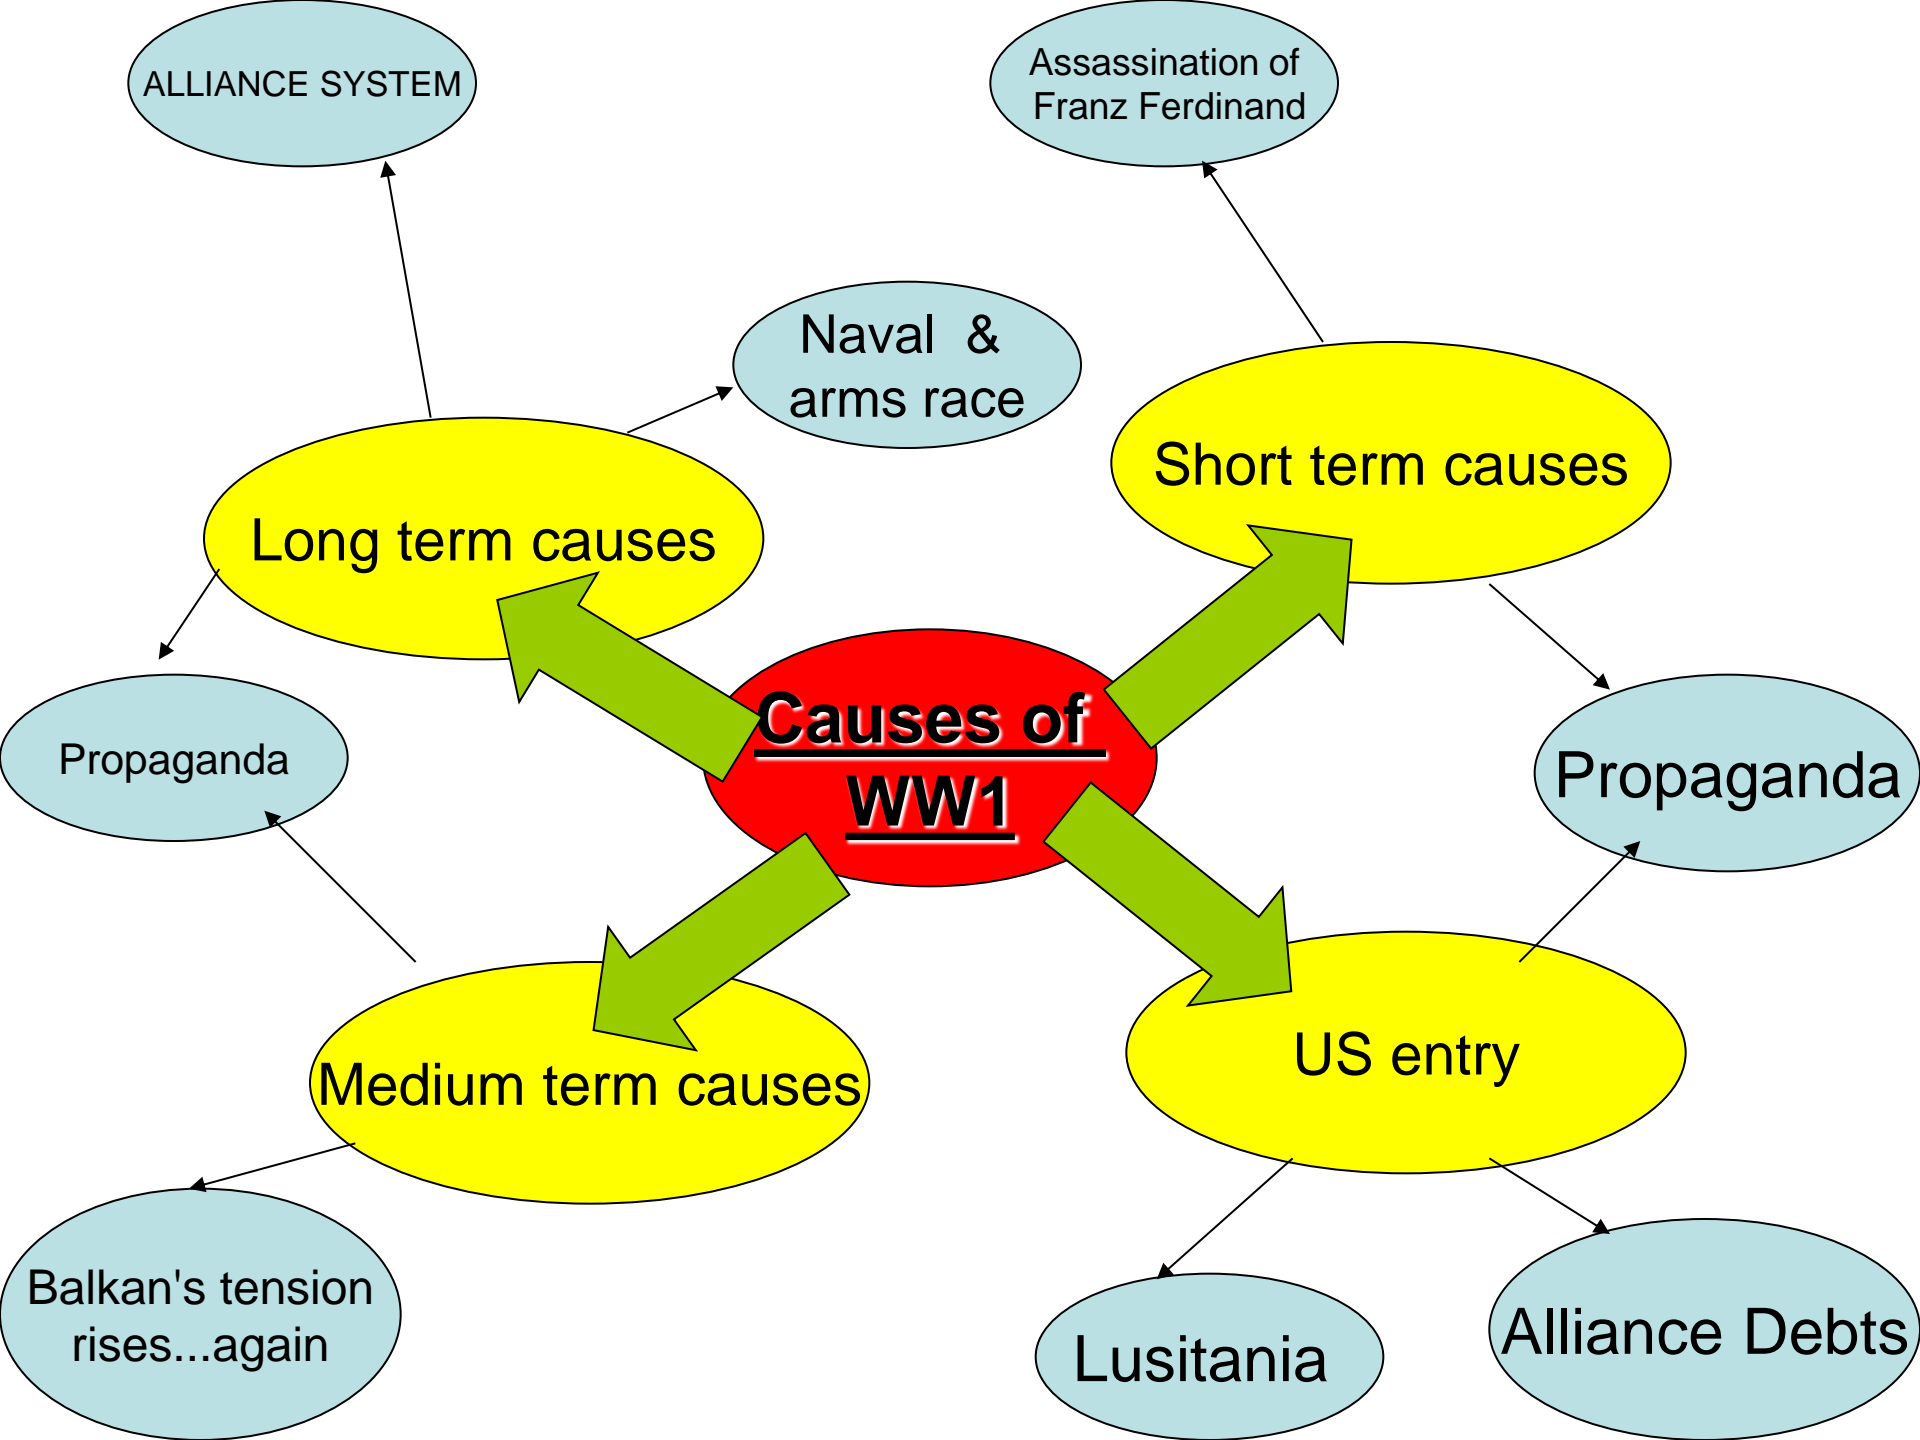 ALLIANCE SYSTEM
Assassination of
Franz Ferdinand
Naval  &
arms race
Short term causes
Long term causes
Causes of
WW1
Propaganda
Propaganda
US entry
Medium term causes
Balkan's tension
rises...again
Lusitania
Alliance Debts